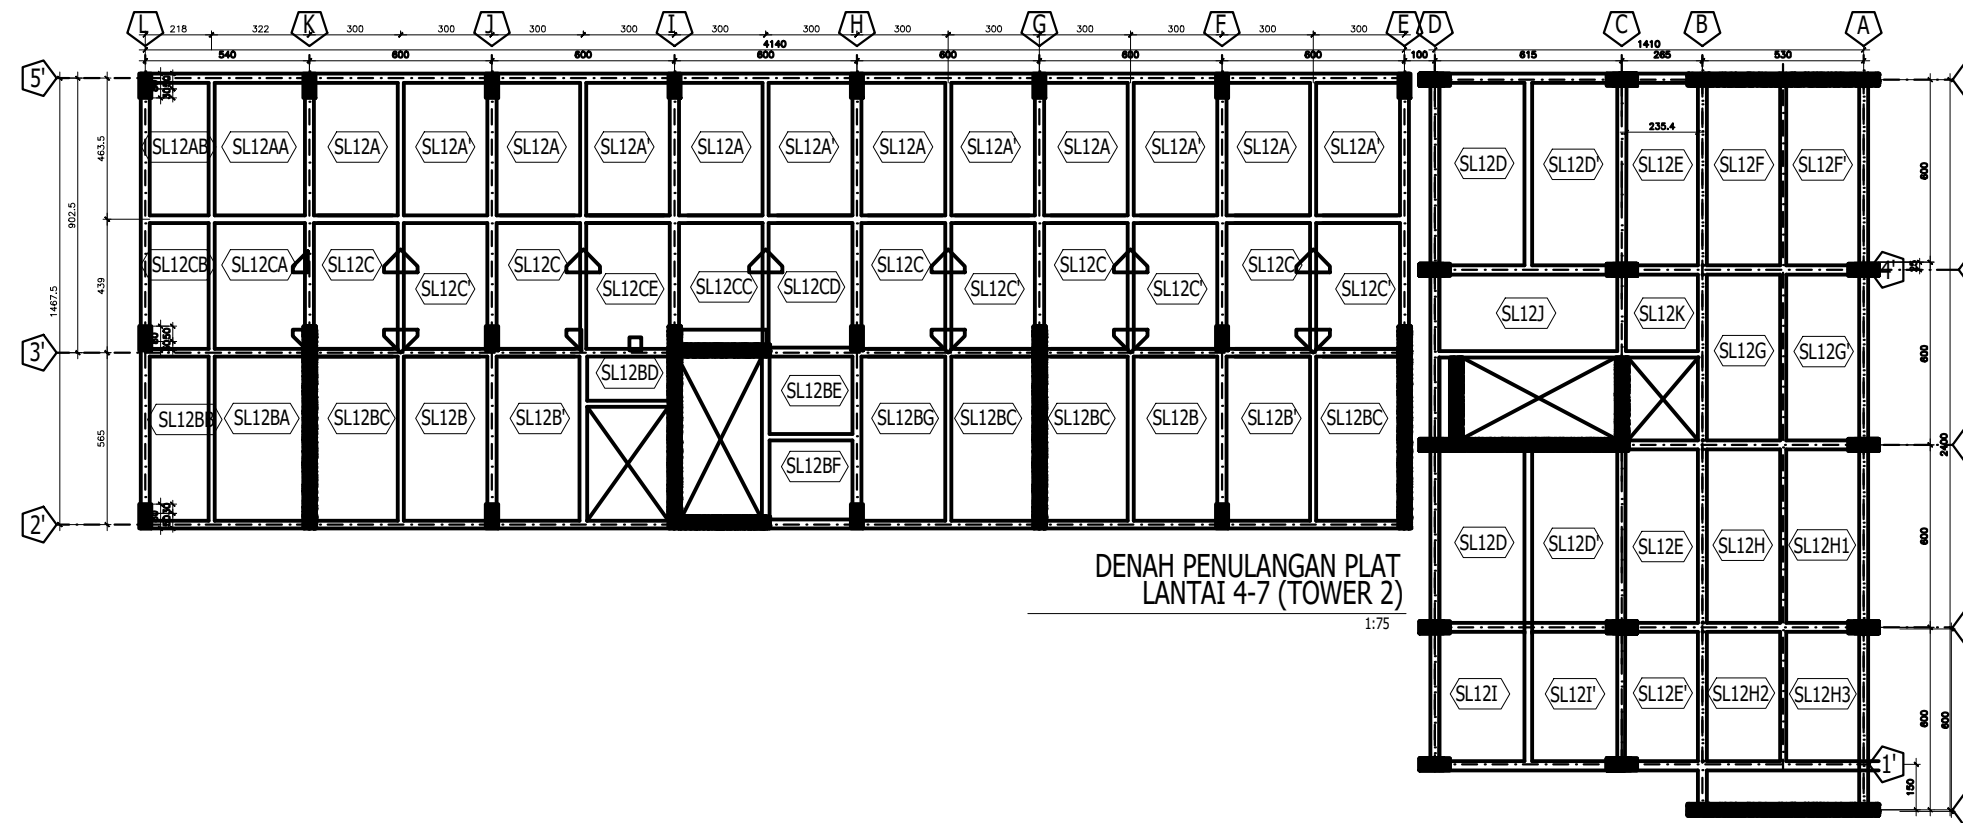 L K J I H G F E D C B A
218 322 300 300 300 300 300 300 300 300 300 300 300 300
4140 1410
540 600 600 600 600 600 600 100 615 265 530
5'
SL12AB SL12AA SL12A SL12A' SL12A SL12A' SL12A SL12A' SL12A SL12A' SL12A SL12A' SL12A SL12A'
235.4
SL12D SL12D' SL12E SL12F SL12F'
463.5
600
902.5
SL12CB SL12CA SL12C SL12C SL12C SL12C SL12C
4'
SL12C' SL12CE SL12CC SL12CD SL12C' SL12C' SL12C'
439
1467.5
SL12J SL12K
3'
SL12G SL12G'
600
SL12BD
SL12BE
SL12BB SL12BA SL12BC SL12B SL12B' SL12BG SL12BC SL12BC SL12B SL12B' SL12BC
565
2400
SL12BF
2'
SL12D SL12D' SL12E SL12H SL12H1
600
DENAH PENULANGAN PLAT
LANTAI 4-7 (TOWER 2)
1:75
SL12I SL12I' SL12E' SL12H2 SL12H3
600 600
1'
150